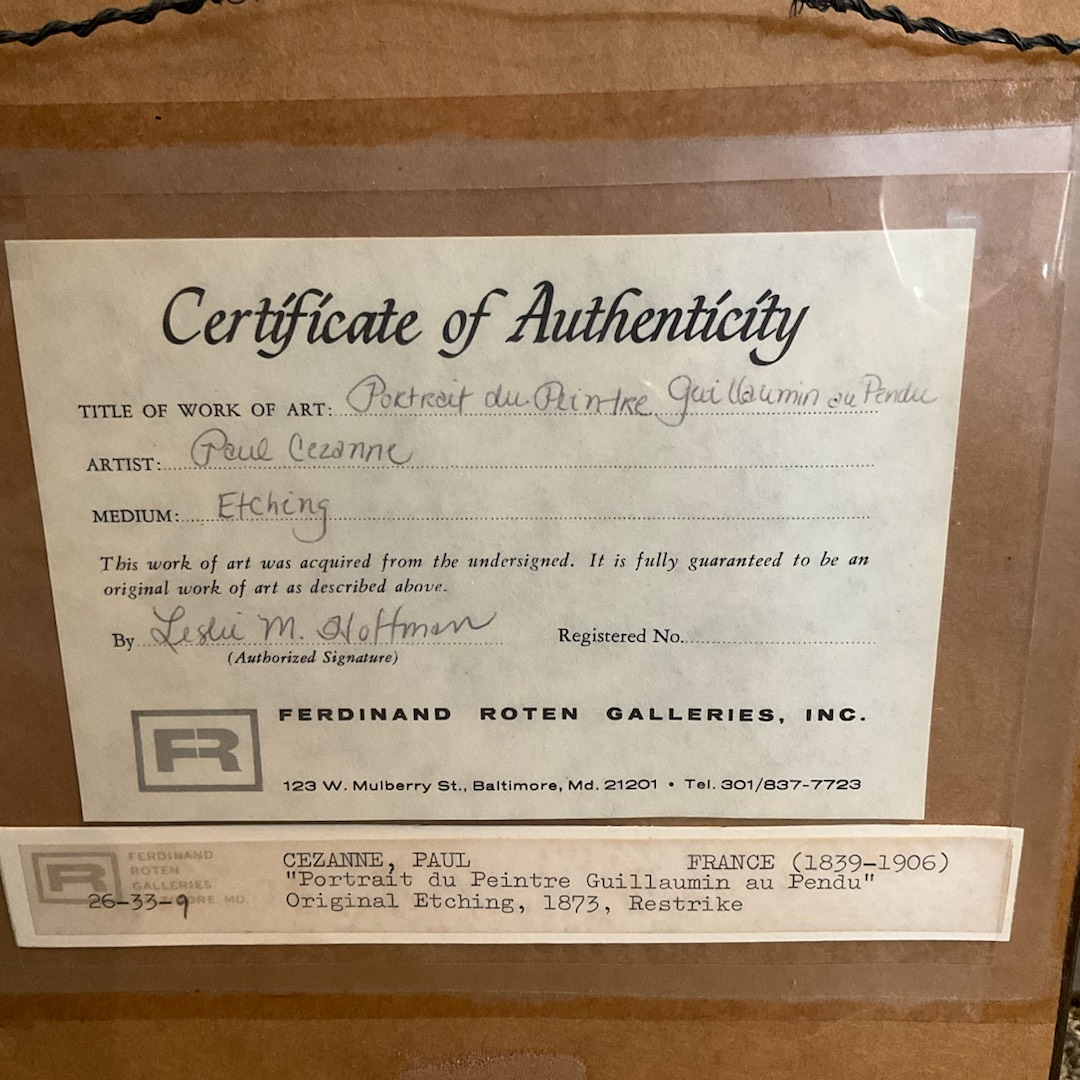 Certificate of Authenticity
TITLE OF WORK OF ART: Portrait du Peintre Guillaumin au Pendu
ARTIST: Paul Cezanne
MEDIUM: Etching
This work of art was acquired from the undersigned. It is fully guaranteed to be an
original work of art as described above.
By Leslie M. Hoffman Registered No.
(Authorized Signature)
FR
FERDINAND ROTEN GALLERIES, INC.
123 W. Mulberry St., Baltimore, Md. 21201 • Tel. 301/837-7723
R FERDINAND
ROTEN
GALLERIES
ORE, MD.
26-33-9
CEZANNE, PAUL FRANCE (1839-1906)
"Portrait du Peintre Guillaumin au Pendu"
Original Etching, 1873, Restrike